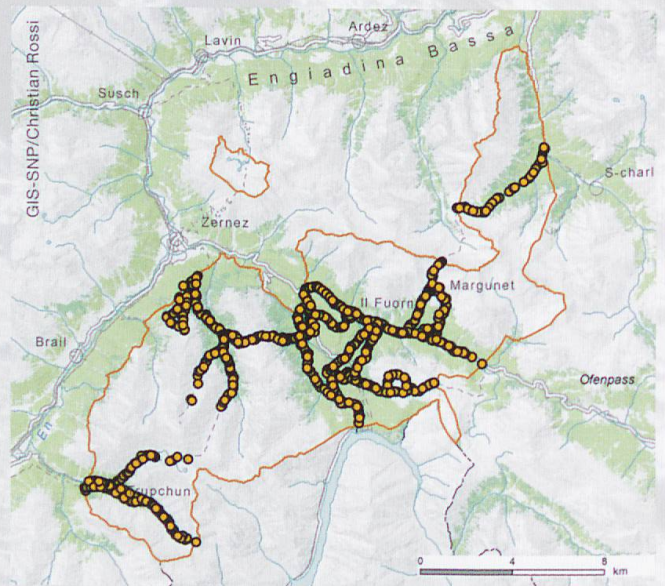 GIS-SNP/Christian Rossi
Ardez
Lavin
Engiadina Bassa
Susch
S-charl
Zernez
Margunet
Il Fuorn
Brail
Ofenpass
En
Trupchun
0 4 8 km